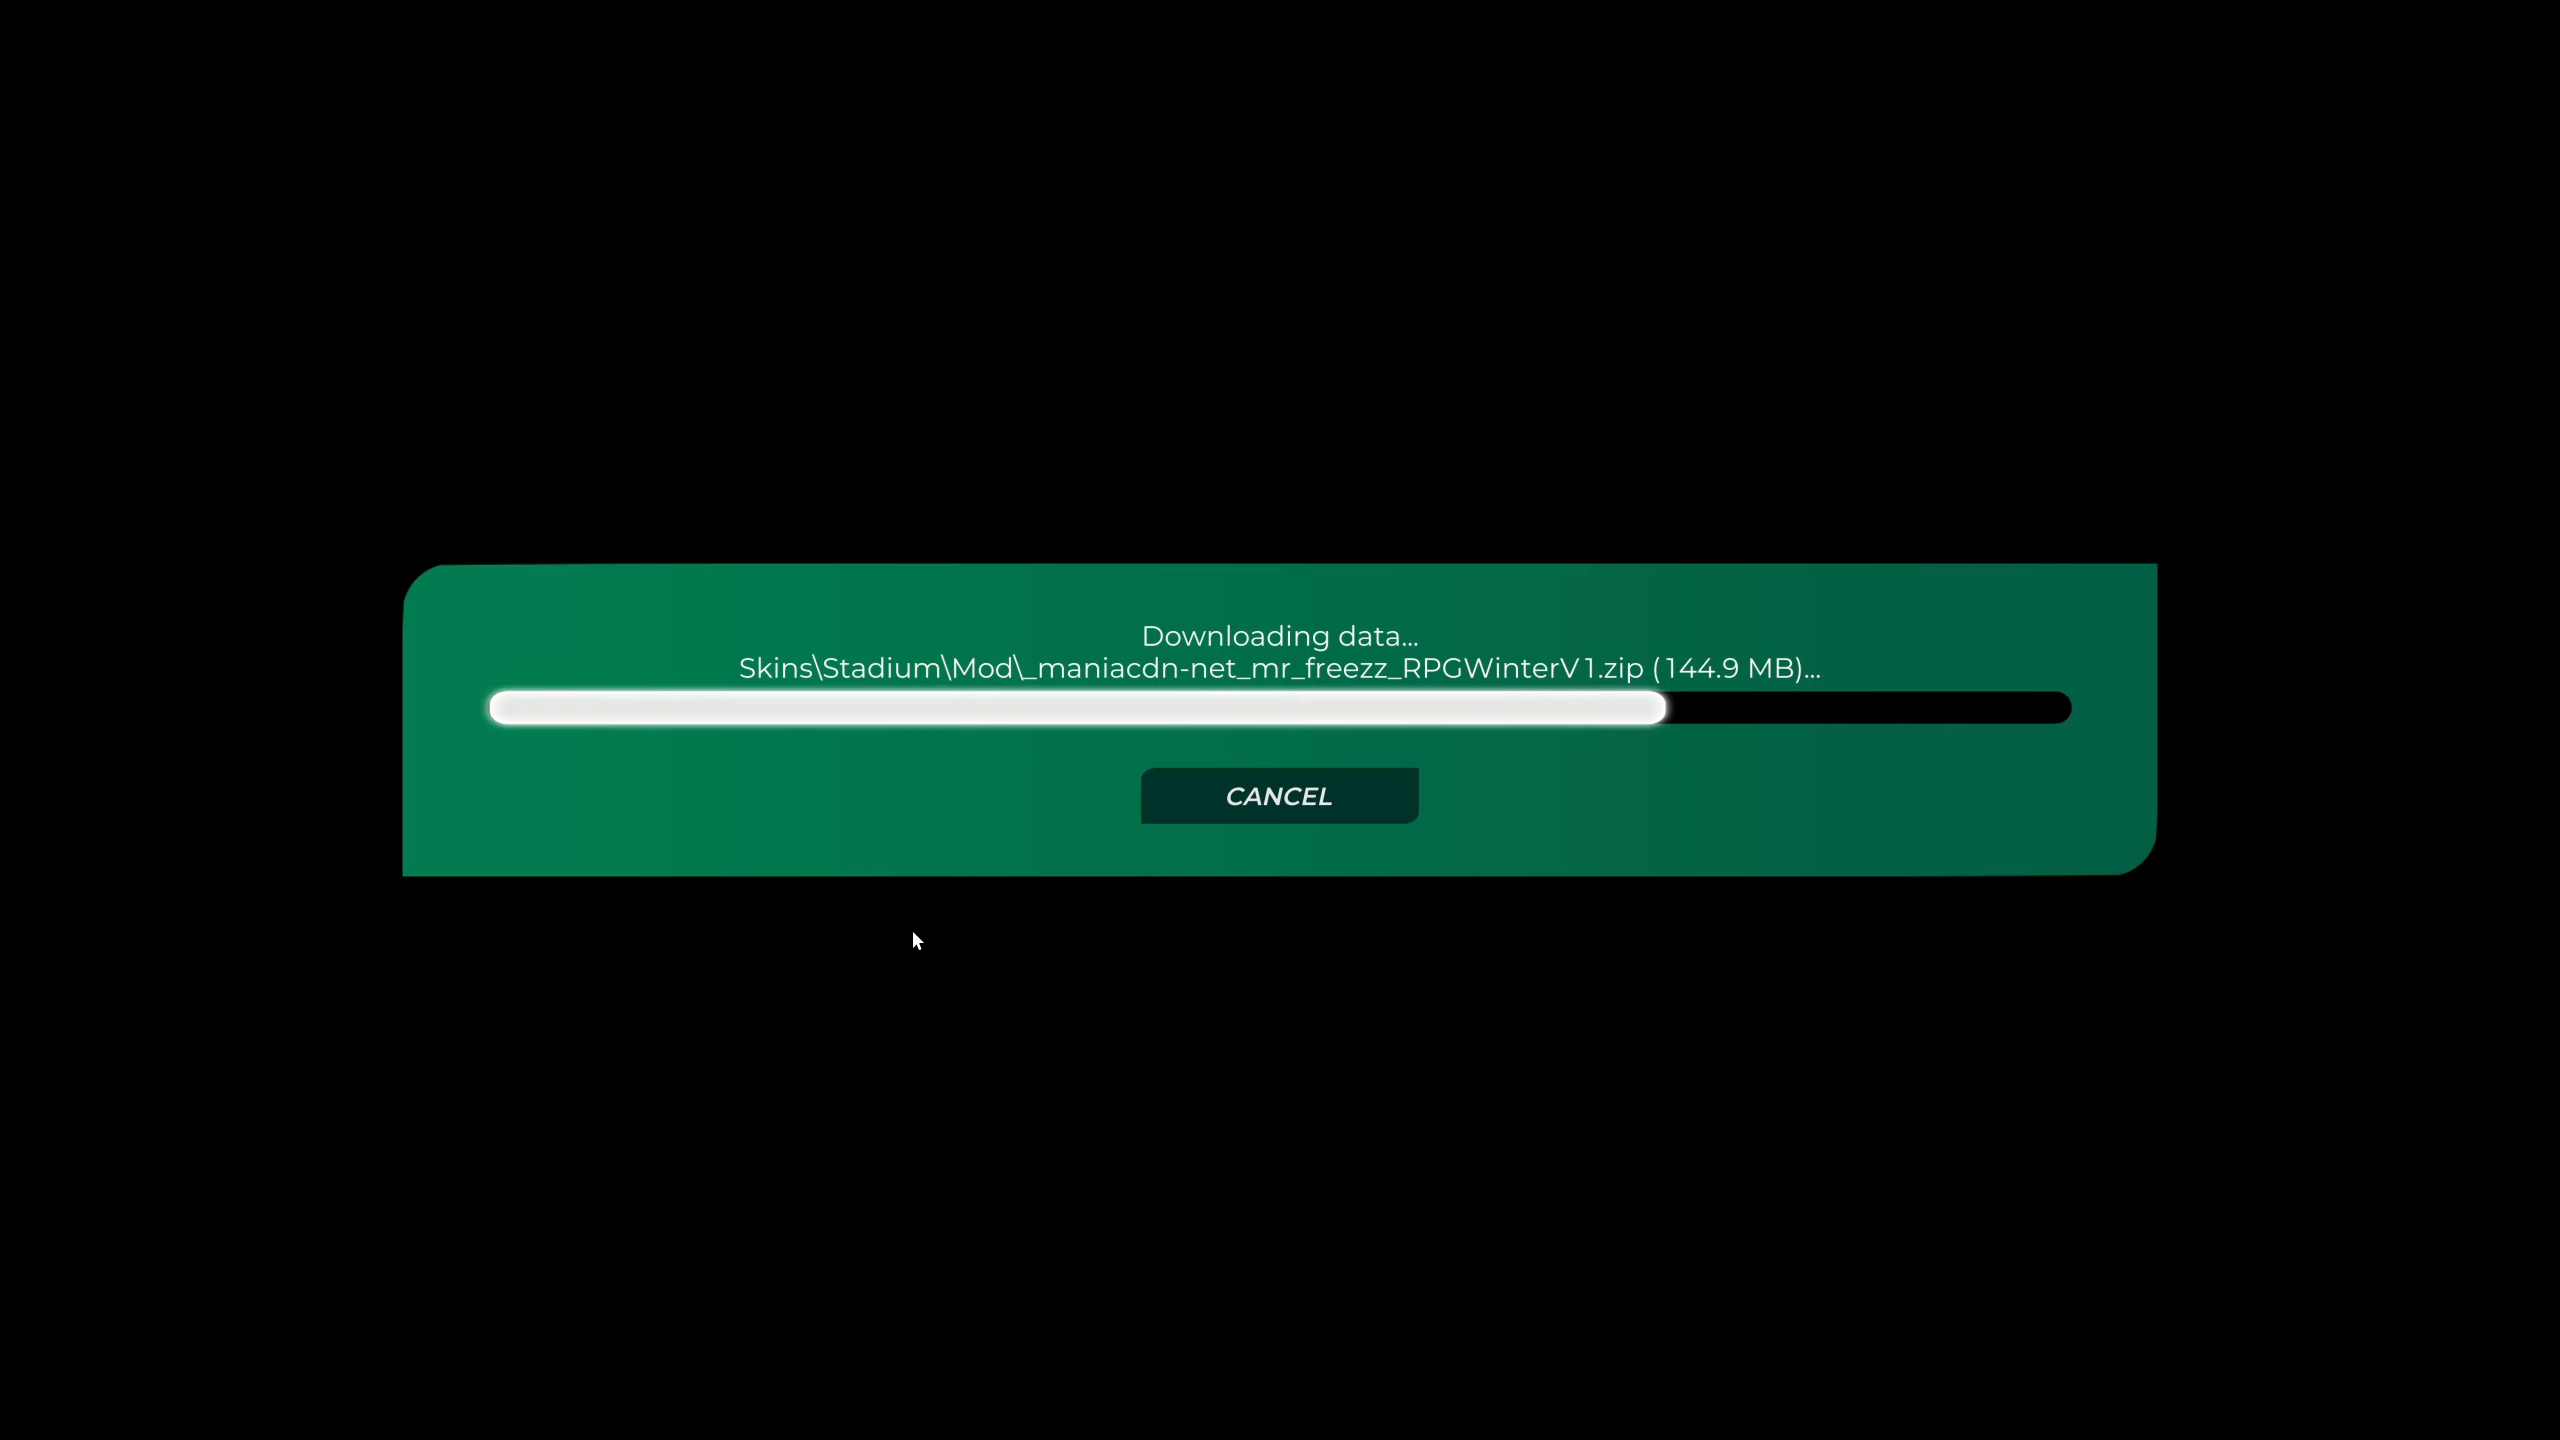 Downloading data...
Skins\Stadium\Mod\_maniacdn-net_mr_freezz_RPGWinterV1.zip (144.9 MB)...
CANCEL